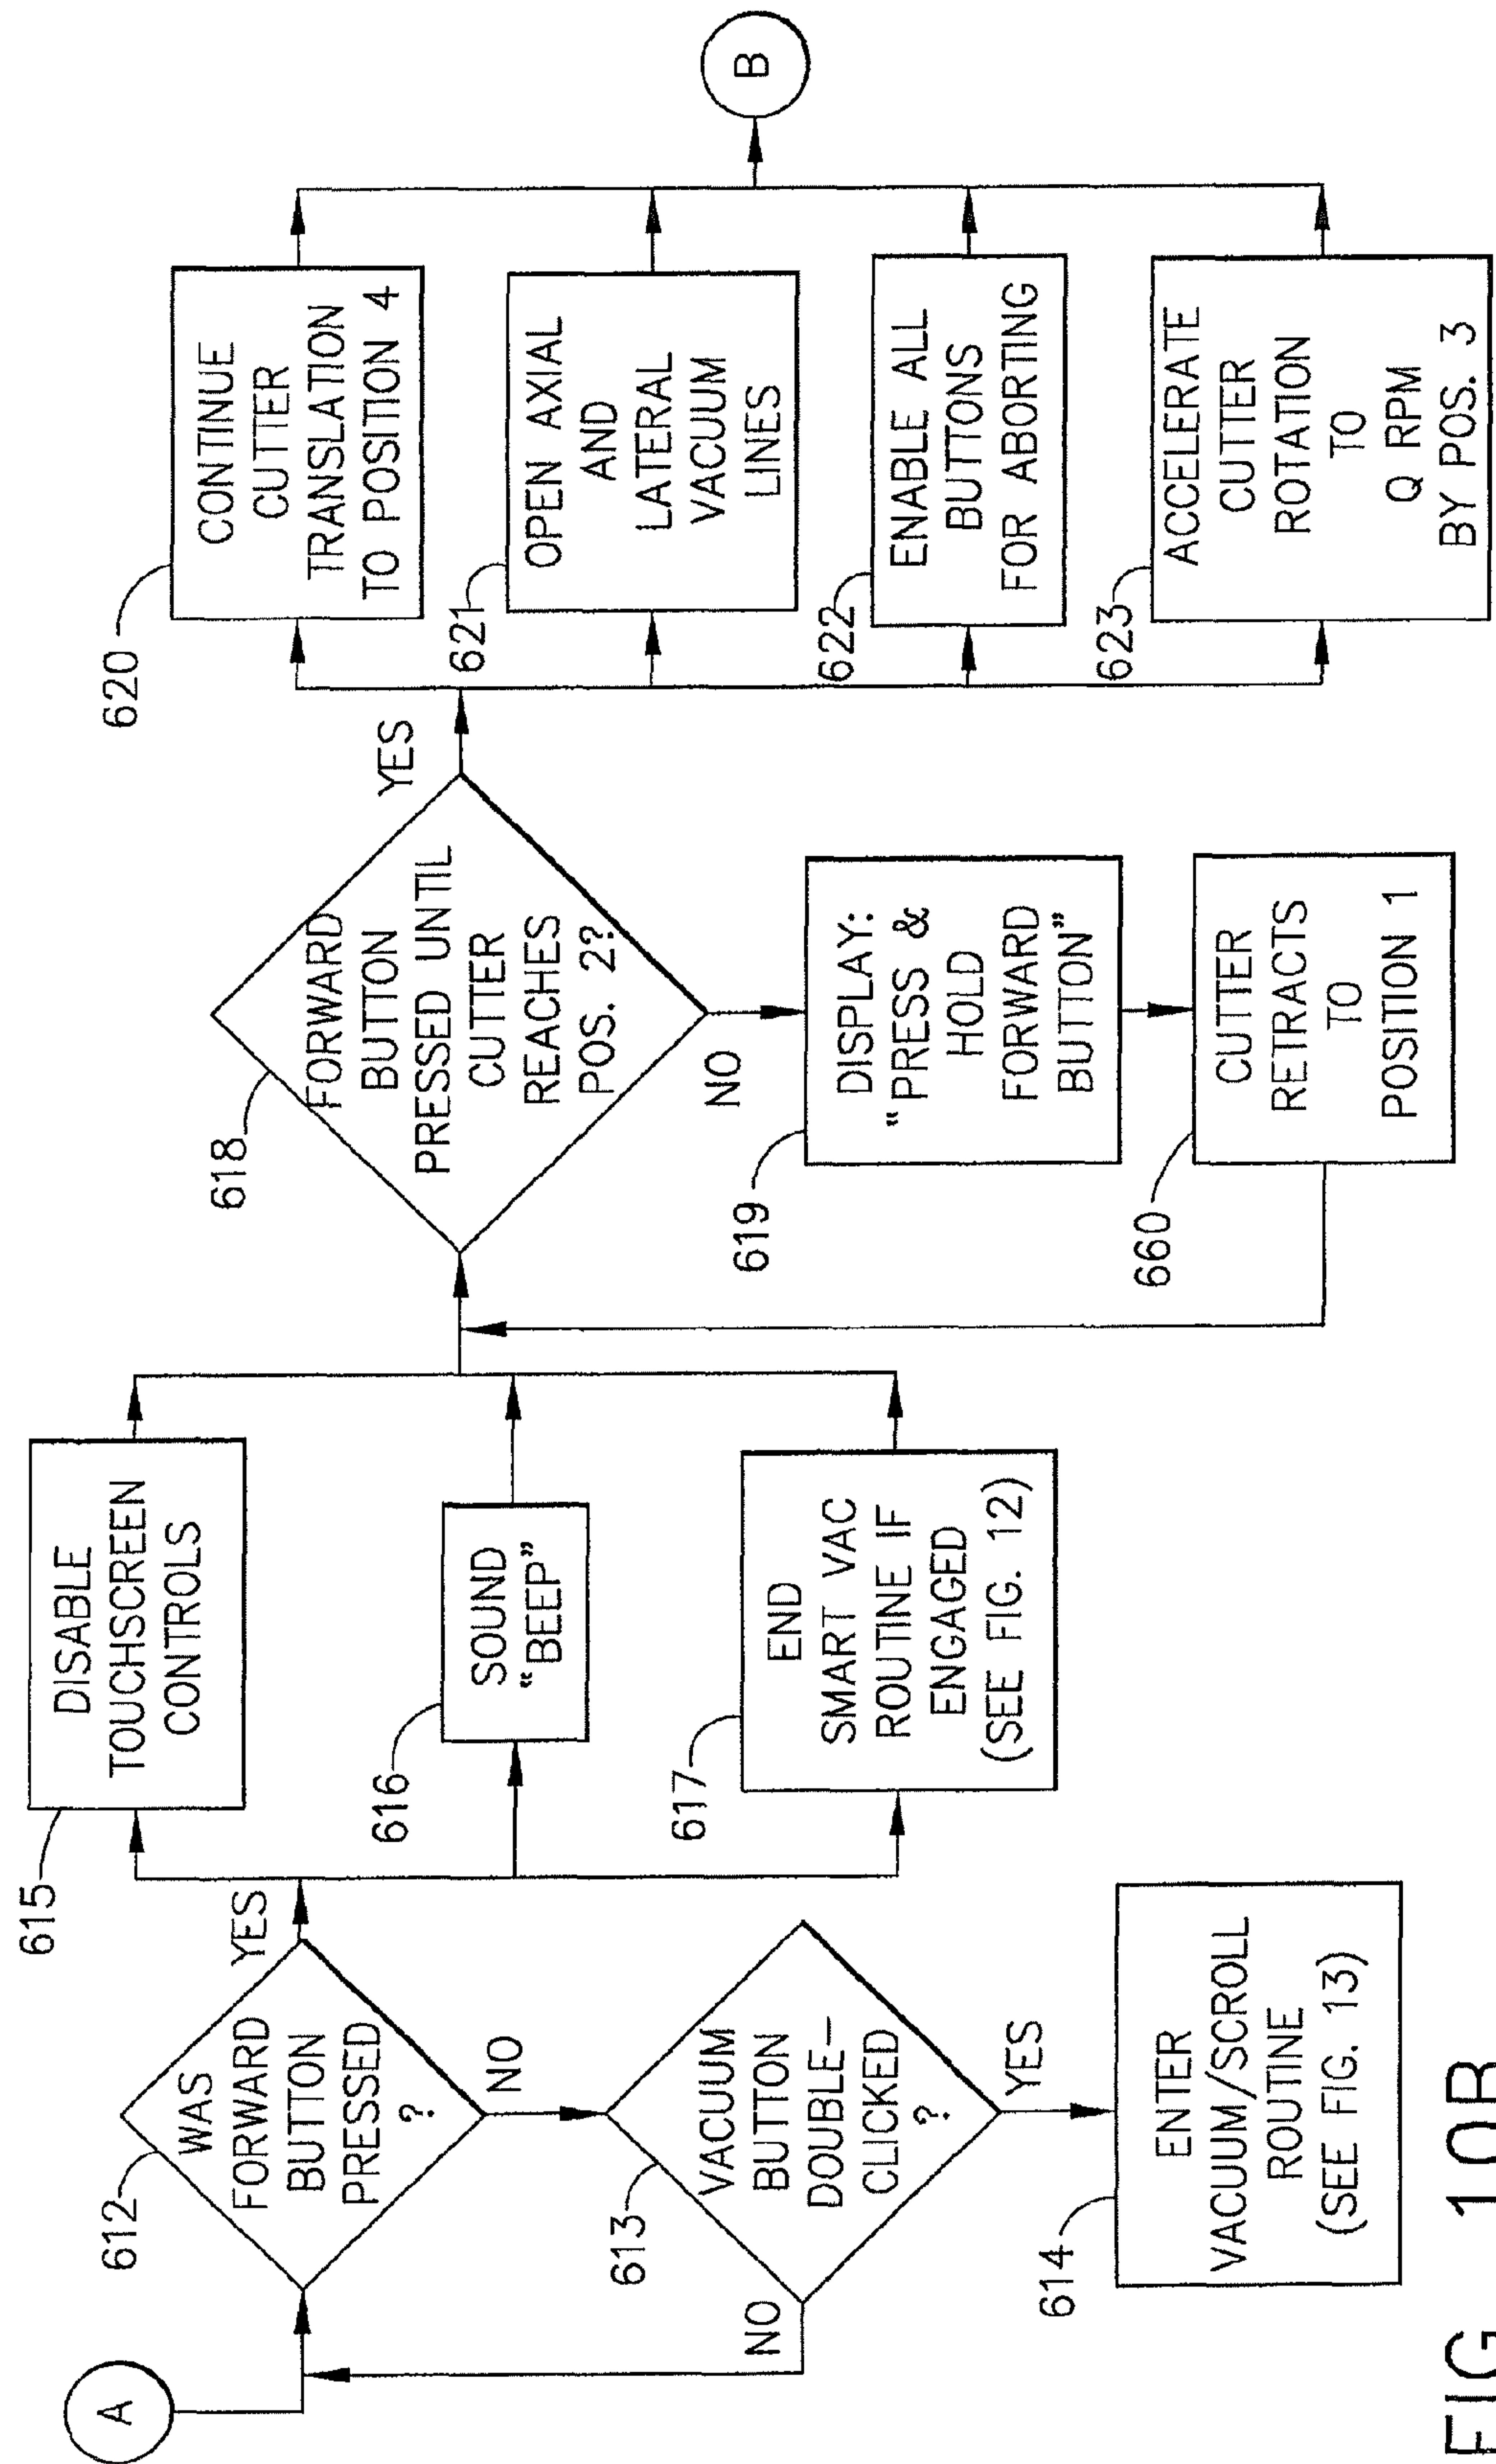 A
612
WAS
FORWARD
BUTTON
PRESSED
?
YES
NO
613
VACUUM
BUTTON
DOUBLE-
CLICKED
?
NO
YES
614
ENTER
VACUUM/SCROLL
ROUTINE
(SEE FIG. 13)
615
DISABLE
TOUCHSCREEN
CONTROLS
616
SOUND
"BEEP"
617
END
SMART VAC
ROUTINE IF
ENGAGED
(SEE FIG. 12)
618
FORWARD
BUTTON
PRESSED UNTIL
CUTTER
REACHES
POS. 2?
YES
NO
619
DISPLAY:
"PRESS &
HOLD
FORWARD
BUTTON"
660
CUTTER
RETRACTS
TO
POSITION 1
620
CONTINUE
CUTTER
TRANSLATION
TO POSITION 4
621
OPEN AXIAL
AND
LATERAL
VACUUM
LINES
622
ENABLE ALL
BUTTONS
FOR ABORTING
623
ACCELERATE
CUTTER
ROTATION
TO
Q RPM
BY POS. 3
B
FIG. 10B